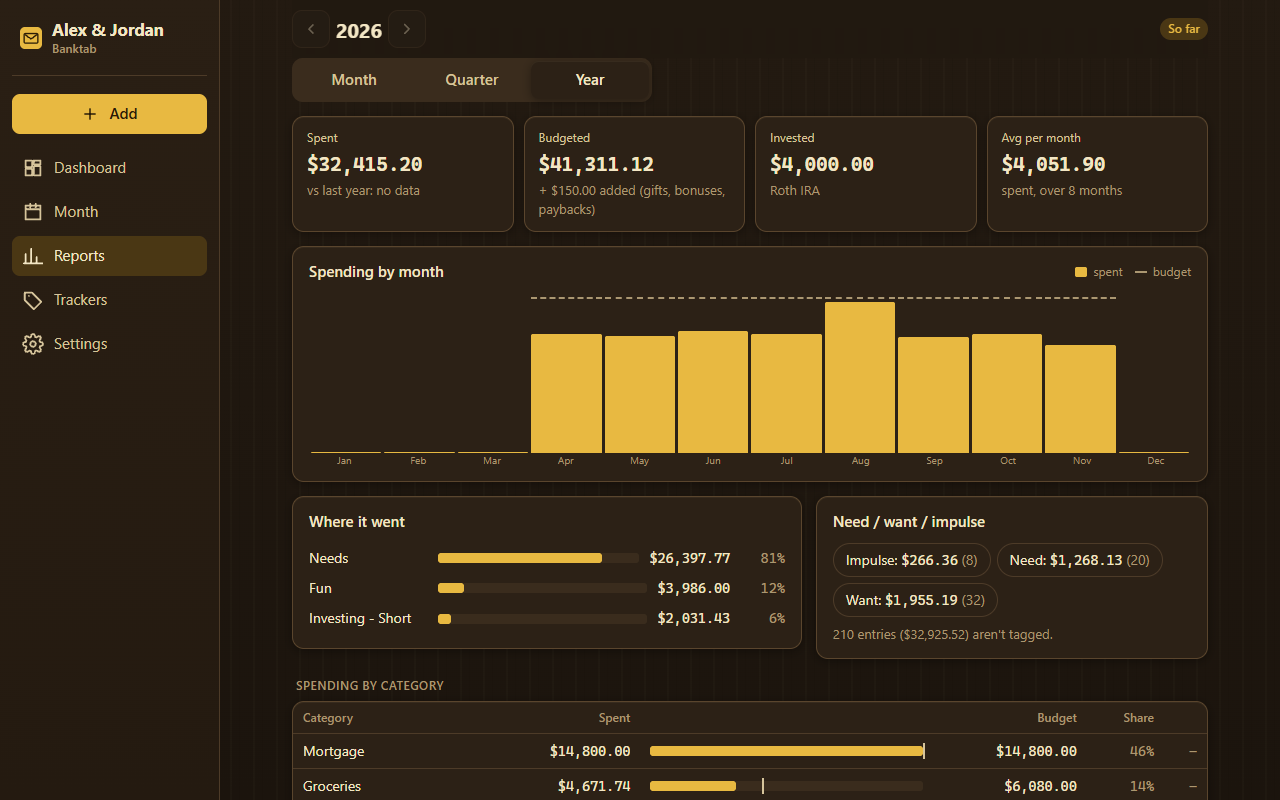 Alex & Jordan
Banktab
+ Add
Dashboard
Month
Reports
Trackers
Settings
2026
So far
Month Quarter Year
Spent
$32,415.20
vs last year: no data
Budgeted
$41,311.12
+ $150.00 added (gifts, bonuses,
paybacks)
Invested
$4,000.00
Roth IRA
Avg per month
$4,051.90
spent, over 8 months
Spending by month
spent budget
Jan Feb Mar Apr May Jun Jul Aug Sep Oct Nov Dec
Where it went
Needs $26,397.77 81%
Fun $3,986.00 12%
Investing - Short $2,031.43 6%
Need / want / impulse
Impulse: $266.36 (8) Need: $1,268.13 (20)
Want: $1,955.19 (32)
210 entries ($32,925.52) aren't tagged.
SPENDING BY CATEGORY
Category Spent Budget Share
Mortgage $14,800.00 $14,800.00 46% –
Groceries $4,671.74 $6,080.00 14% –